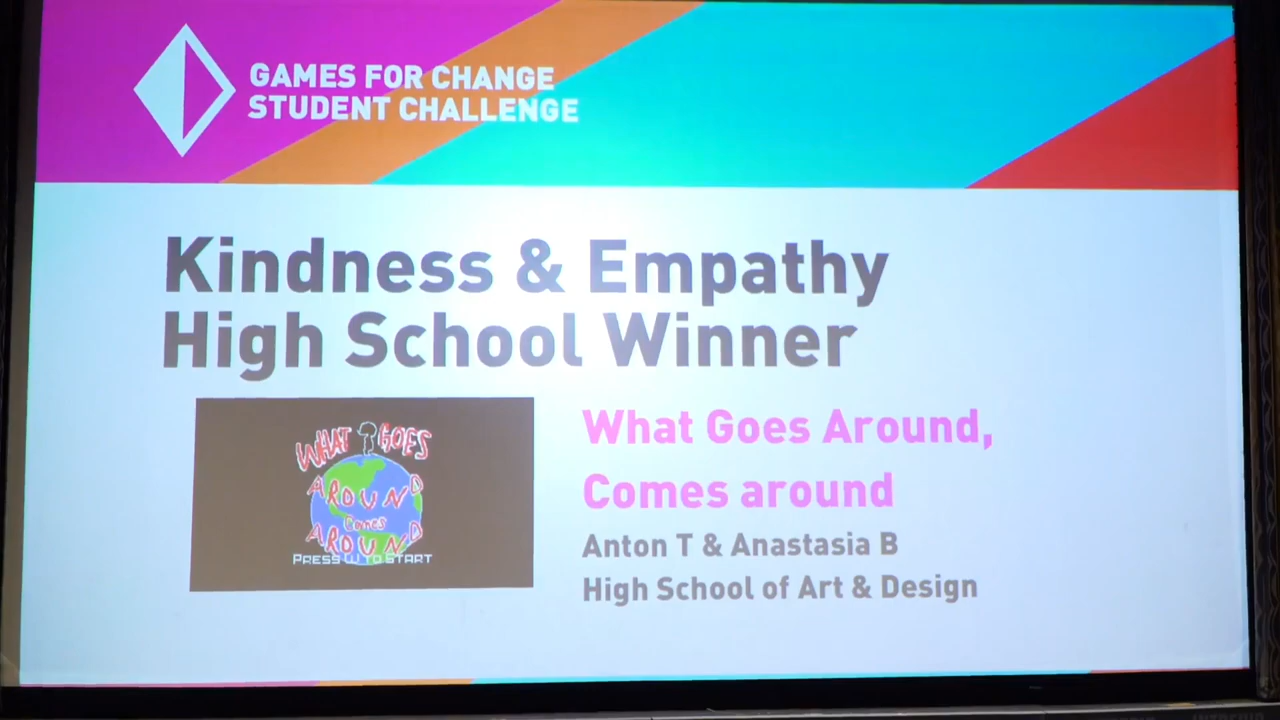 GAMES FOR CHANGE
STUDENT CHALLENGE
Kindness & Empathy
High School Winner
WHAT GOES
AROUND
Comes
AROUND
PRESS W TO START
What Goes Around,
Comes around
Anton T & Anastasia B
High School of Art & Design